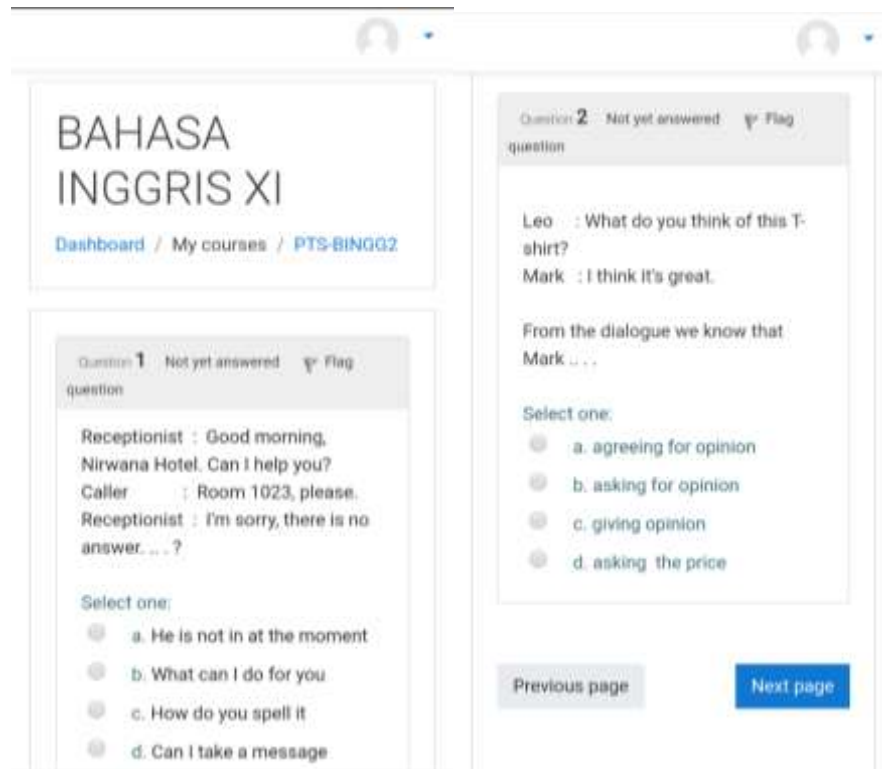 BAHASA
INGGRIS XI
Dashboard / My courses / PTS-BINGG2
Question 1 Not yet answered Flag
question
Receptionist : Good morning,
Nirwana Hotel. Can I help you?
Caller : Room 1023, please.
Receptionist : I'm sorry, there is no
answer. ... ?
Select one:
a. He is not in at the moment
b. What can I do for you
c. How do you spell it
d. Can I take a message
Question 2 Not yet answered Flag
question
Leo : What do you think of this T-
shirt?
Mark : I think it's great.
From the dialogue we know that
Mark .. . .
Select one:
a. agreeing for opinion
b. asking for opinion
c. giving opinion
d. asking the price
Previous page
Next page